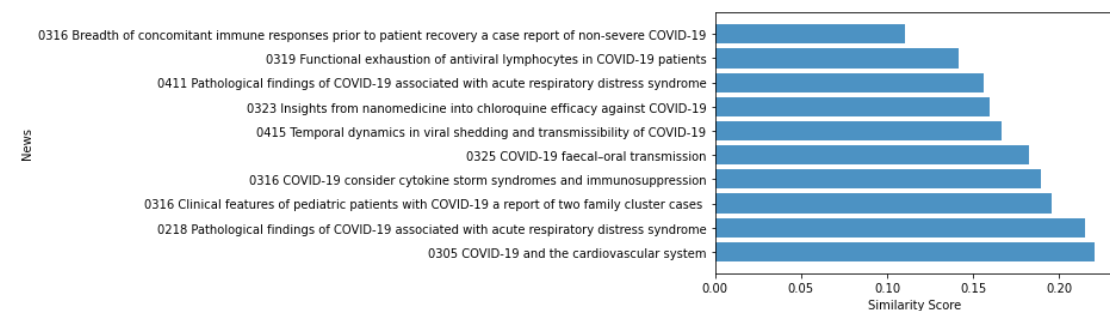 0316 Breadth of concomitant immune responses prior to patient recovery a case report of non-severe COVID-19
0319 Functional exhaustion of antiviral lymphocytes in COVID-19 patients
0411 Pathological findings of COVID-19 associated with acute respiratory distress syndrome
0323 Insights from nanomedicine into chloroquine efficacy against COVID-19
0415 Temporal dynamics in viral shedding and transmissibility of COVID-19
0325 COVID-19 faecal–oral transmission
0316 COVID-19 consider cytokine storm syndromes and immunosuppression
0316 Clinical features of pediatric patients with COVID-19 a report of two family cluster cases
0218 Pathological findings of COVID-19 associated with acute respiratory distress syndrome
0305 COVID-19 and the cardiovascular system
News
0.00 0.05 0.10 0.15 0.20
Similarity Score